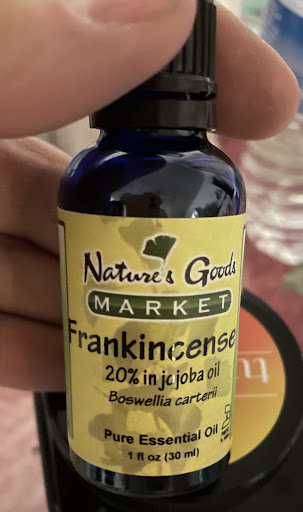 Nature's Goods
MARKET
Frankincense
20% in jojoba oil
Boswellia carterii
Pure Essential Oil
1 fl oz (30 ml)